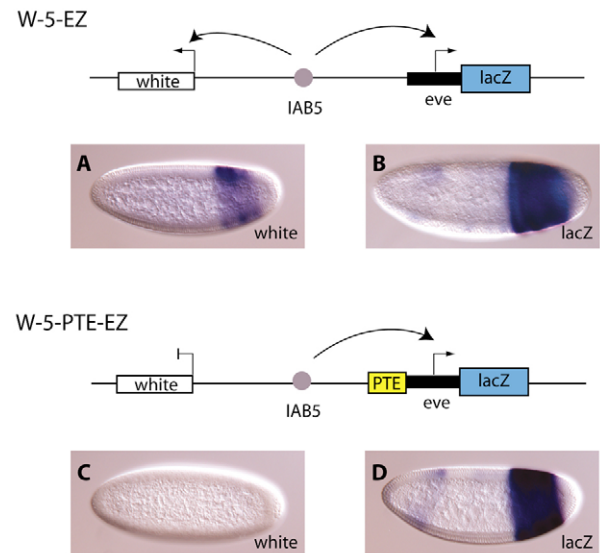 W-5-EZ
white
IAB5
eve
lacZ
A
white
B
lacZ
W-5-PTE-EZ
white
IAB5
PTE
eve
lacZ
C
white
D
lacZ